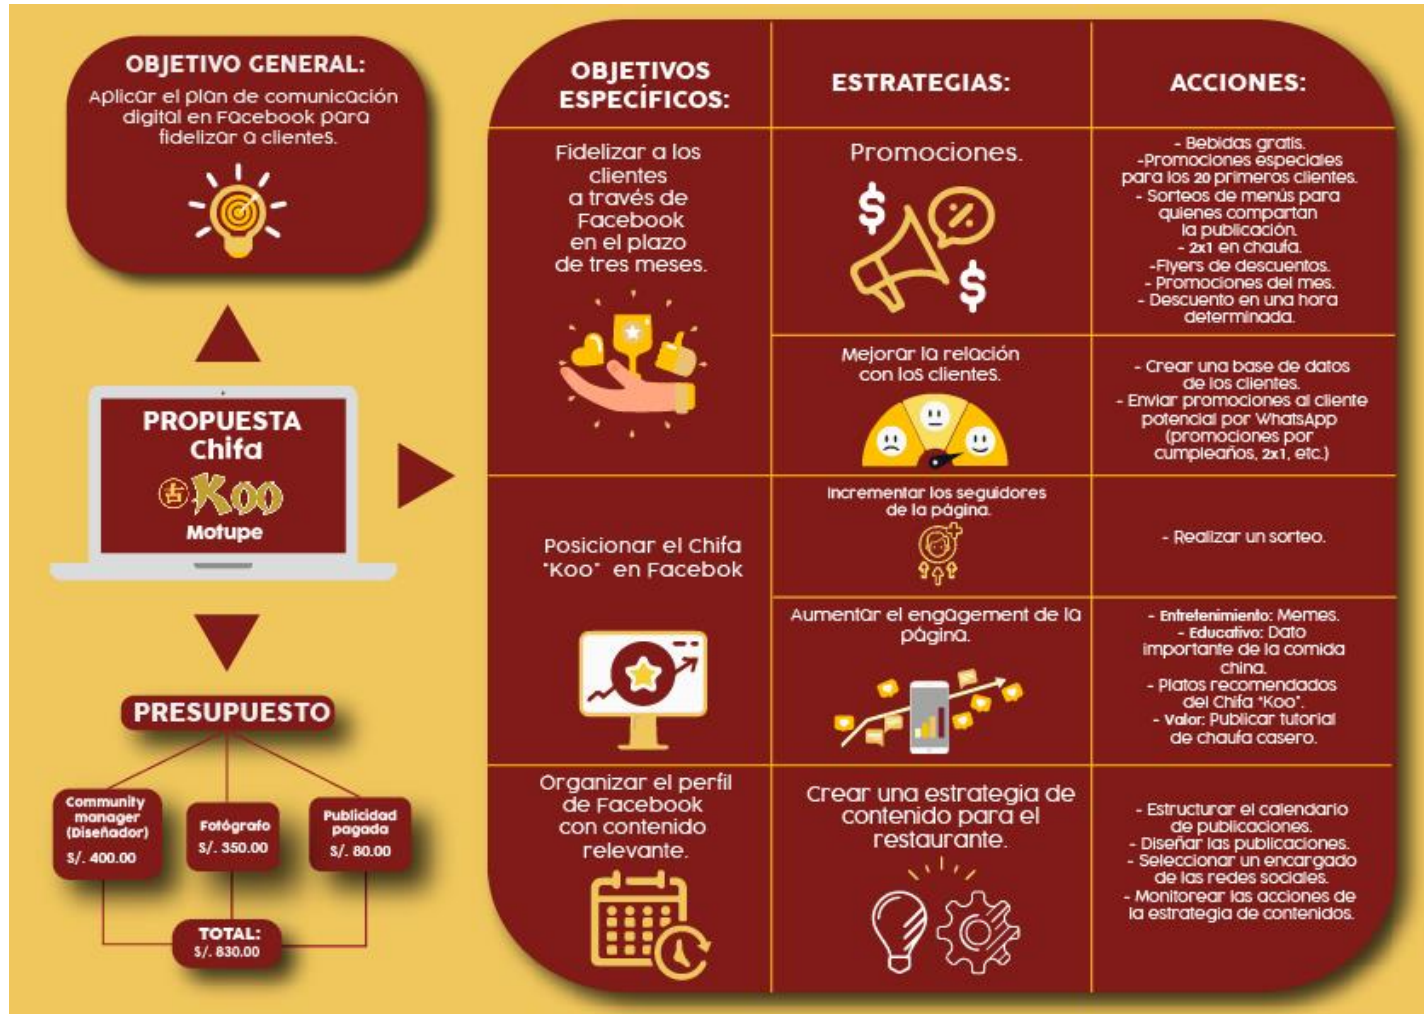 OBJETIVO GENERAL:
Aplicar el plan de comunicación
digital en Facebook para
fidelizar a clientes.
PROPUESTA
Chifa
Koo
Motupe
PRESUPUESTO
Community
manager
(Diseñador)
S/. 400.00
Fotógrafo
S/. 350.00
Publicidad
pagada
S/. 80.00
TOTAL:
S/. 830.00
OBJETIVOS
ESPECÍFICOS:
ESTRATEGIAS:
ACCIONES:
Fidelizar a los
clientes
a través de
Facebook
en el plazo
de tres meses.
Promociones.
- Bebidas gratis.
-Promociones especiales
para los 20 primeros clientes.
- Sorteos de menús para
quienes compartan
la publicación.
- 2x1 en chaufa.
-Flyers de descuentos.
- Promociones del mes.
- Descuento en una hora
determinada.
Mejorar la relación
con los clientes.
- Crear una base de datos
de los clientes.
- Enviar promociones al cliente
potencial por WhatsApp
(promociones por
cumpleaños, 2x1, etc.)
Posicionar el Chifa
"Koo" en Facebok
Incrementar los seguidores
de la página.
- Realizar un sorteo.
Aumentar el engagement de la
página.
- Entretenimiento: Memes.
- Educativo: Dato
importante de la comida
china.
- Platos recomendados
del Chifa "Koo".
- Valor: Publicar tutorial
de chaufa casero.
Organizar el perfil
de Facebook
con contenido
relevante.
Crear una estrategia de
contenido para el
restaurante.
- Estructurar el calendario
de publicaciones.
- Diseñar las publicaciones.
- Seleccionar un encargado
de las redes sociales.
- Monitorear las acciones de
la estrategia de contenidos.